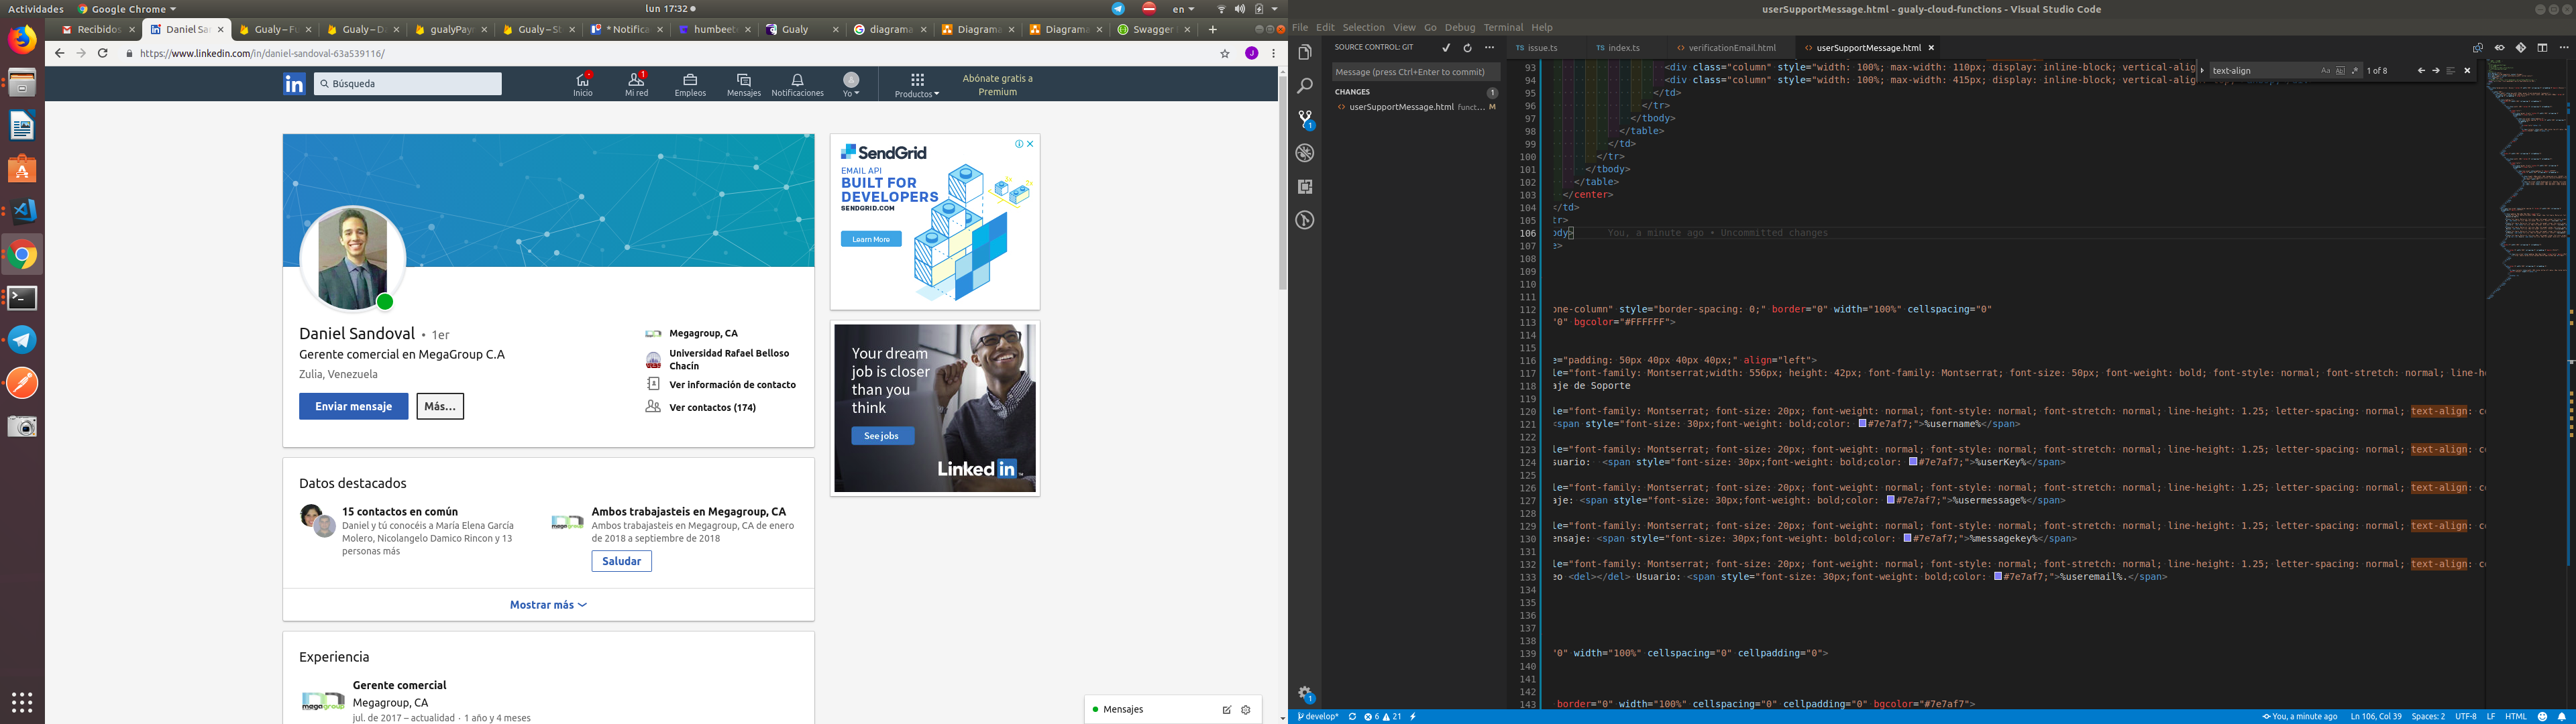 Actividades
Google Chrome
lun 17:32
en
Recibidos
Daniel San
Gualy – Fu
Gualy – Da
gualyPayn
Gualy – St
* Notifica
humbeet
Gualy
diagrama
Diagrama
Diagrama
Swagger
https://www.linkedin.com/in/daniel-sandoval-63a539116/
J
in
Búsqueda
Inicio
1
Mi red
Empleos
Mensajes
Notificaciones
Yo
Productos
Abónate gratis a
Premium
Daniel Sandoval • 1er
Gerente comercial en MegaGroup C.A
Zulia, Venezuela
Enviar mensaje
Más...
Megagroup, CA
Universidad Rafael Belloso
Chacín
Ver información de contacto
Ver contactos (174)
SendGrid
EMAIL API
BUILT FOR
DEVELOPERS
SENDGRID.COM
Learn More
Your dream
job is closer
than you
think
See jobs
Linked in
Datos destacados
15 contactos en común
Daniel y tú conocéis a María Elena García
Molero, Nicolangelo Damico Rincon y 13
personas más
Ambos trabajasteis en Megagroup, CA
Ambos trabajasteis en Megagroup, CA de enero
de 2018 a septiembre de 2018
Saludar
Mostrar más
Experiencia
megagroup
Gerente comercial
Megagroup, CA
jul. de 2017 – actualidad · 1 año y 4 meses
Mensajes
userSupportMessage.html - gualy-cloud-functions - Visual Studio Code
File Edit Selection View Go Debug Terminal Help
SOURCE CONTROL: GIT
Message (press Ctrl+Enter to commit)
CHANGES 1
userSupportMessage.html funct... M
TS issue.ts
TS index.ts
verificationEmail.html
userSupportMessage.html
text-align
1 of 8
93 <div class="column" style="width: 100%; max-width: 110px; display: inline-block; vertical-alig
94 <div class="column" style="width: 100%; max-width: 415px; display: inline-block; vertical-alig
95 </td>
96 </tr>
97 </tbody>
98 </table>
99 </td>
100 </tr>
101 </tbody>
102 </table>
103 </center>
104 </td>
105 tr>
106 ody> You, a minute ago • Uncommitted changes
107 e>
108
109
110
111
112 one-column" style="border-spacing: 0;" border="0" width="100%" cellspacing="0"
113 "0" bgcolor="#FFFFFF">
114
115
116 e="padding: 50px 40px 40px 40px;" align="left">
117 le="font-family: Montserrat;width: 556px; height: 42px; font-family: Montserrat; font-size: 50px; font-weight: bold; font-style: normal; font-stretch: normal; line-h
118 aje de Soporte
119
120 le="font-family: Montserrat; font-size: 20px; font-weight: normal; font-style: normal; font-stretch: normal; line-height: 1.25; letter-spacing: normal; text-align: c
121 <span style="font-size: 30px;font-weight: bold;color: #7e7af7;">%username%</span>
122
123 le="font-family: Montserrat; font-size: 20px; font-weight: normal; font-style: normal; font-stretch: normal; line-height: 1.25; letter-spacing: normal; text-align: c
124 suario: <span style="font-size: 30px;font-weight: bold;color: #7e7af7;">%userKey%</span>
125
126 le="font-family: Montserrat; font-size: 20px; font-weight: normal; font-style: normal; font-stretch: normal; line-height: 1.25; letter-spacing: normal; text-align: c
127 aje: <span style="font-size: 30px;font-weight: bold;color: #7e7af7;">%usermessage%</span>
128
129 le="font-family: Montserrat; font-size: 20px; font-weight: normal; font-style: normal; font-stretch: normal; line-height: 1.25; letter-spacing: normal; text-align: c
130 ensaje: <span style="font-size: 30px;font-weight: bold;color: #7e7af7;">%messagekey%</span>
131
132 le="font-family: Montserrat; font-size: 20px; font-weight: normal; font-style: normal; font-stretch: normal; line-height: 1.25; letter-spacing: normal; text-align: c
133 eo <del></del> Usuario: <span style="font-size: 30px;font-weight: bold;color: #7e7af7;">%useremail%.</span>
134
135
136
137
138
139 "0" width="100%" cellspacing="0" cellpadding="0">
140
141
142
143 border="0" width="100%" cellspacing="0" cellpadding="0" bgcolor="#7e7af7">
develop* 6 21
You, a minute ago Ln 106, Col 39 Spaces: 2 UTF-8 LF HTML